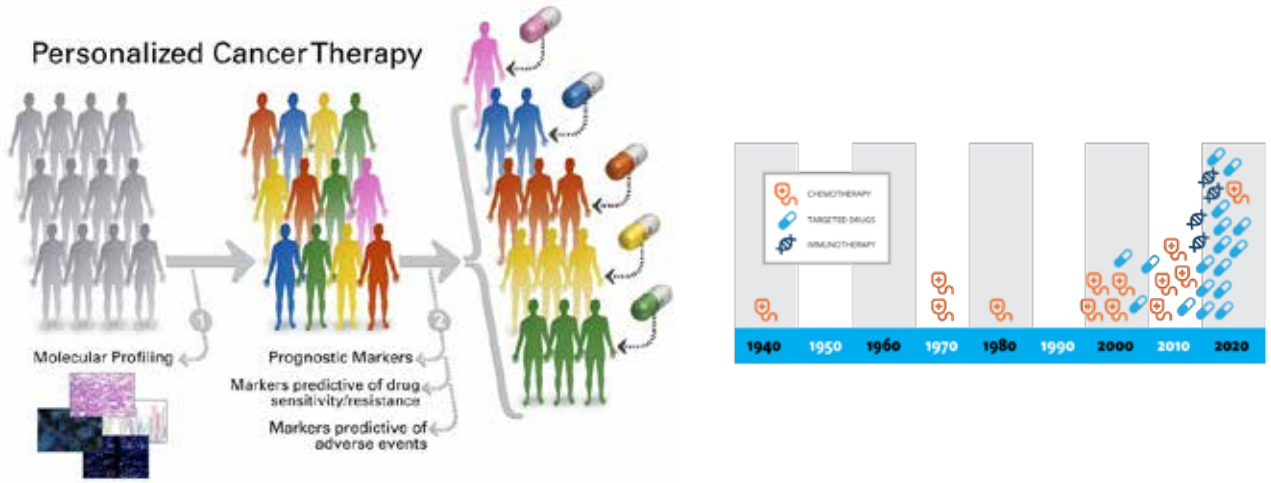 Personalized Cancer Therapy
1
2
Molecular Profiling
Prognostic Markers
Markers predictive of drug
sensitivity/resistance
Markers predictive of
adverse events
CHEMOTHERAPY
TARGETED DRUGS
IMMUNOTHERAPY
1940 1950 1960 1970 1980 1990 2000 2010 2020